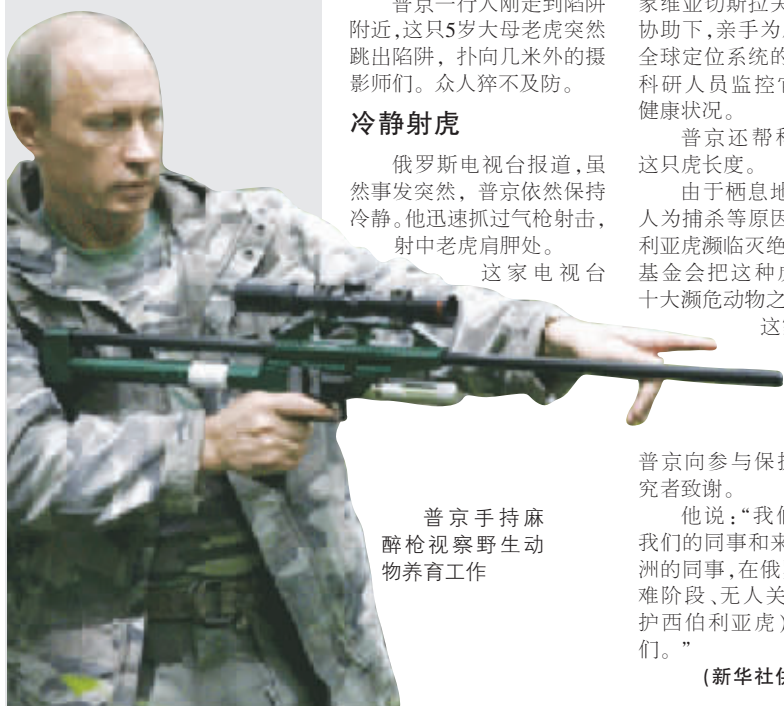 普京一行人刚走到陷阱
附近,这只5岁大母老虎突然
跳出陷阱，扑向几米外的摄
影师们。众人猝不及防。
冷静射虎
俄罗斯电视台报道,虽
然事发突然，普京依然保持
冷静。他迅速抓过气枪射击,
射中老虎肩胛处。
这家电视台
普京手持麻
醉枪视察野生动
物养育工作
家维亚切斯拉夫
协助下,亲手为
全球定位系统的
科研人员监控
健康状况。
普京还帮
这只虎长度。
由于栖息地
人为捕杀等原因
利亚虎濒临灭绝
基金会把这种
十大濒危动物之
这
普京向参与保
究者致谢。
他说：“我们
我们的同事和来
洲的同事,在俄
难阶段、无人关
护西伯利亚虎)
们。”
(新华社供